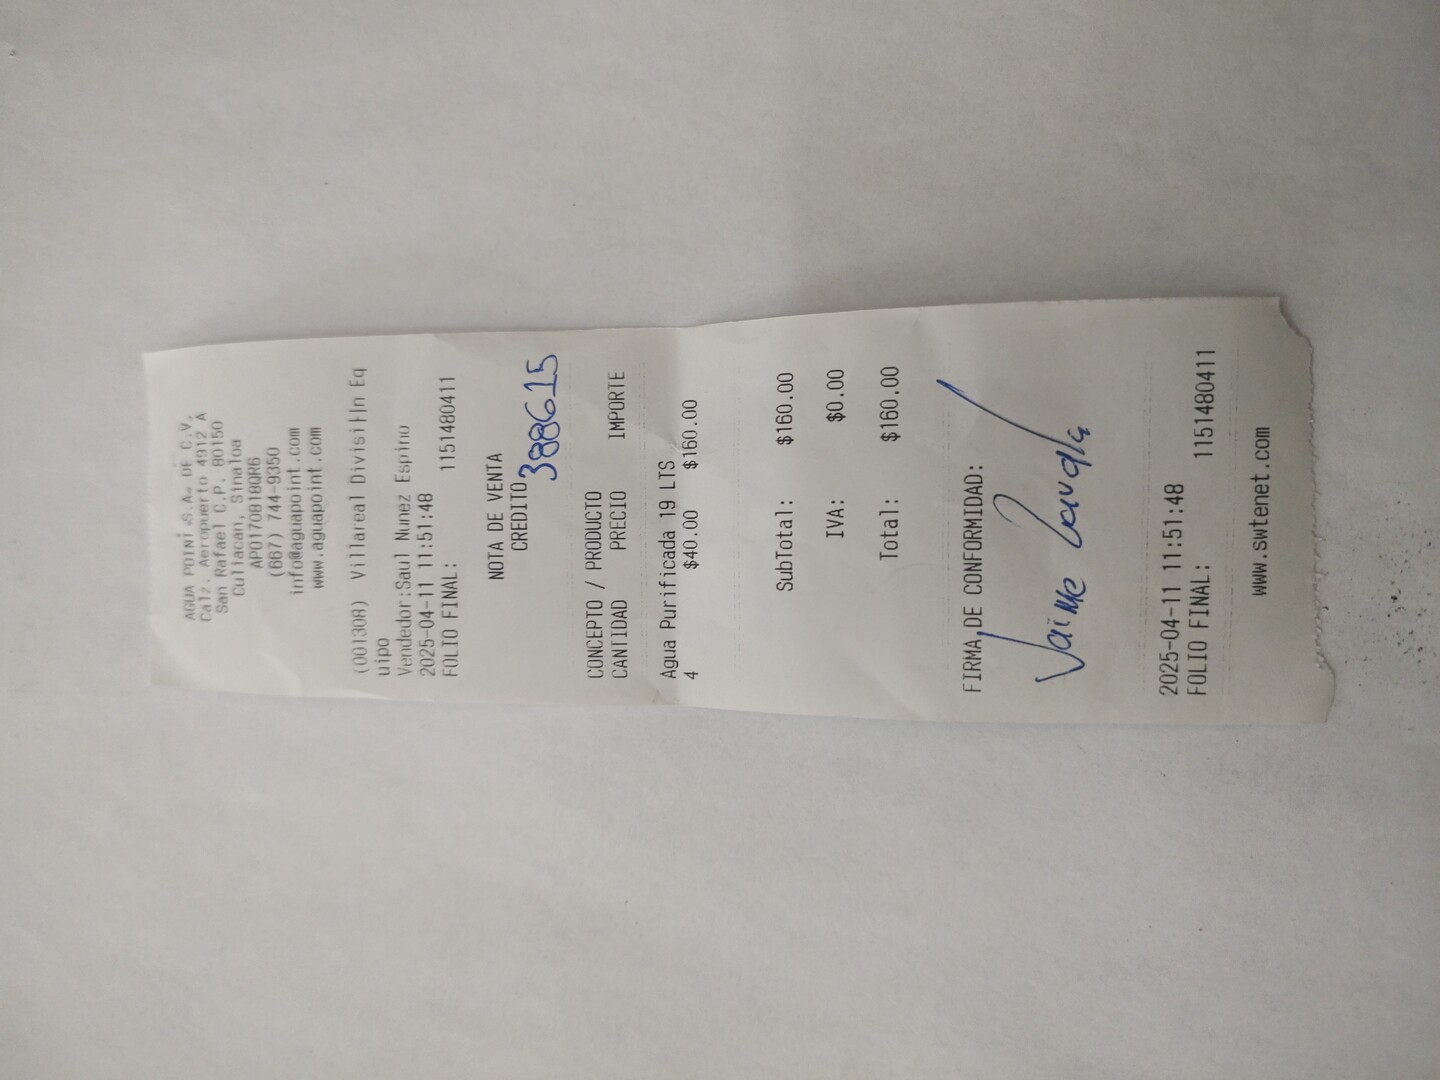 AGUA POINT S.A. DE C.V.
Calz. Aeropuerto 4912 A
San Rafael C.P. 80150
Culiacan, Sinaloa
APO170818QR6
(667) 744-9350
info@aguapoint.com
www.aguapoint.com
(001308) Villareal Divisi|n Eq
uipo
Vendedor:Saul Nunez Espino
2025-04-11 11:51:48
FOLIO FINAL: 1151480411
NOTA DE VENTA
CREDITO
388615
CONCEPTO / PRODUCTO
CANTIDAD PRECIO IMPORTE
Agua Purificada 19 LTS
4 $40.00 $160.00
SubTotal: $160.00
IVA: $0.00
Total: $160.00
FIRMA DE CONFORMIDAD:
Jaime
2025-04-11 11:51:48
FOLIO FINAL: 1151480411
www.swtenet.com